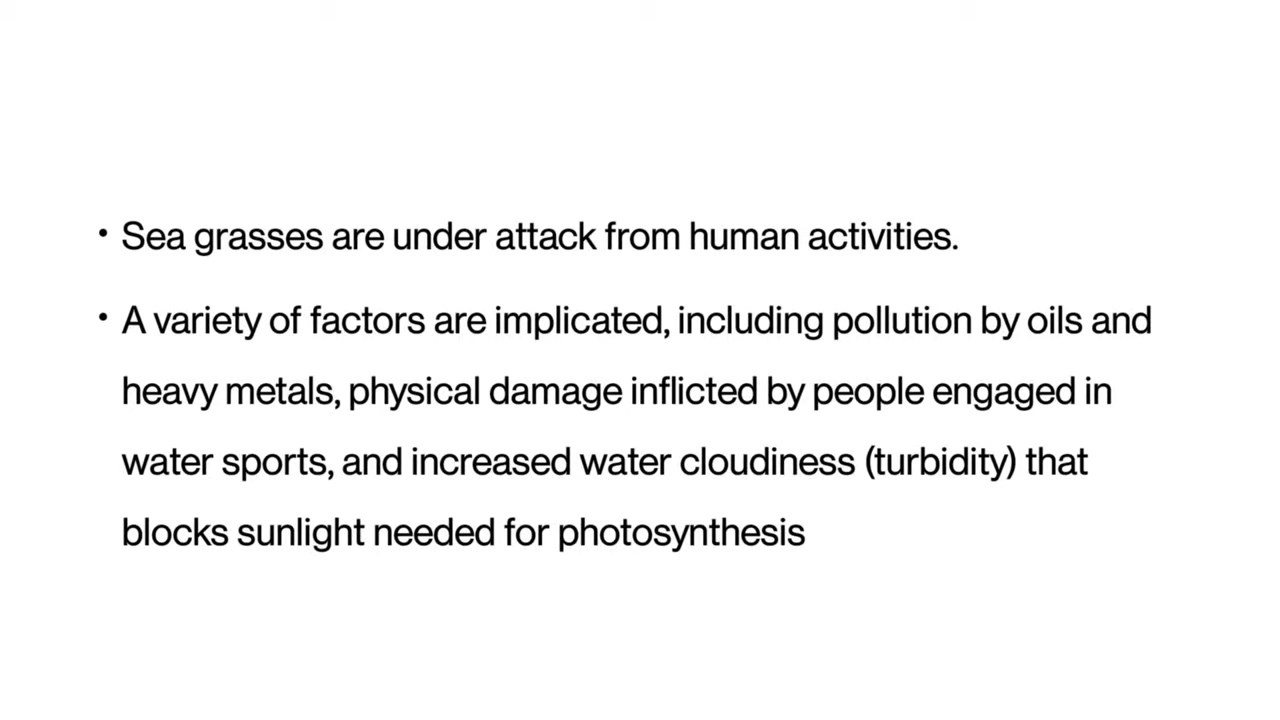 • Sea grasses are under attack from human activities.
• A variety of factors are implicated, including pollution by oils and
heavy metals, physical damage inflicted by people engaged in
water sports, and increased water cloudiness (turbidity) that
blocks sunlight needed for photosynthesis